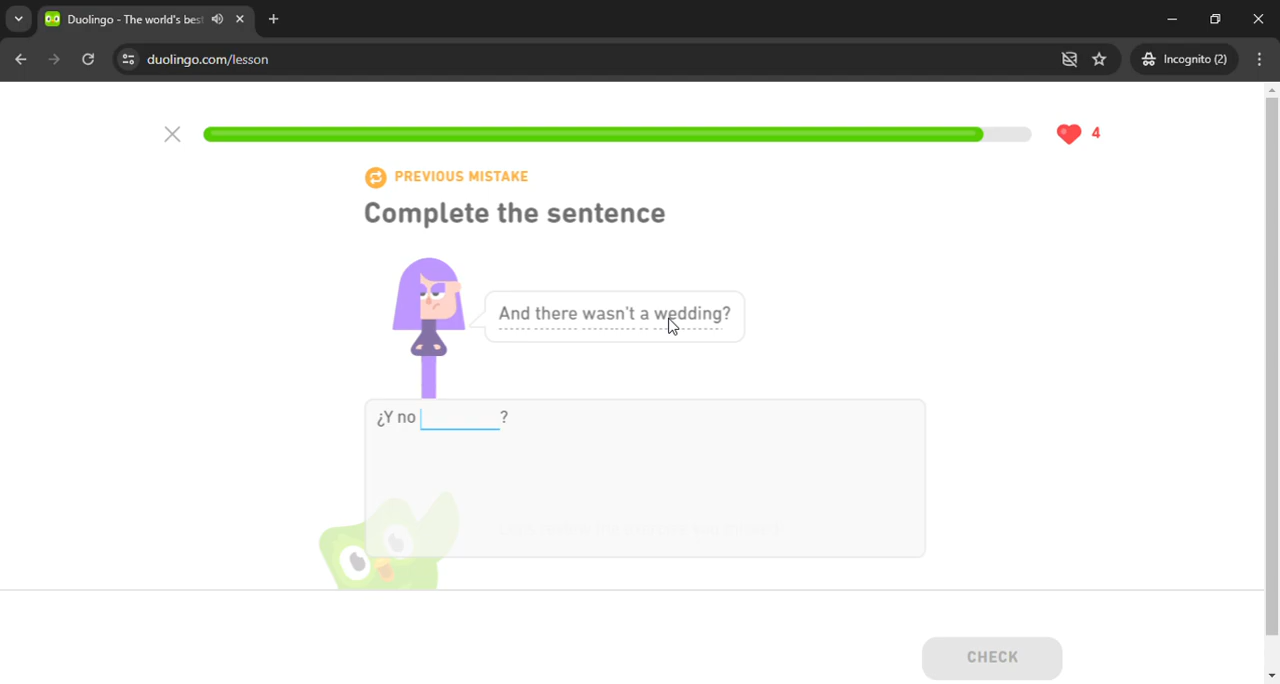 Duolingo - The world's best
duolingo.com/lesson
Incognito (2)
4
PREVIOUS MISTAKE
Complete the sentence
And there wasn't a wedding?
¿Y no ?
CHECK